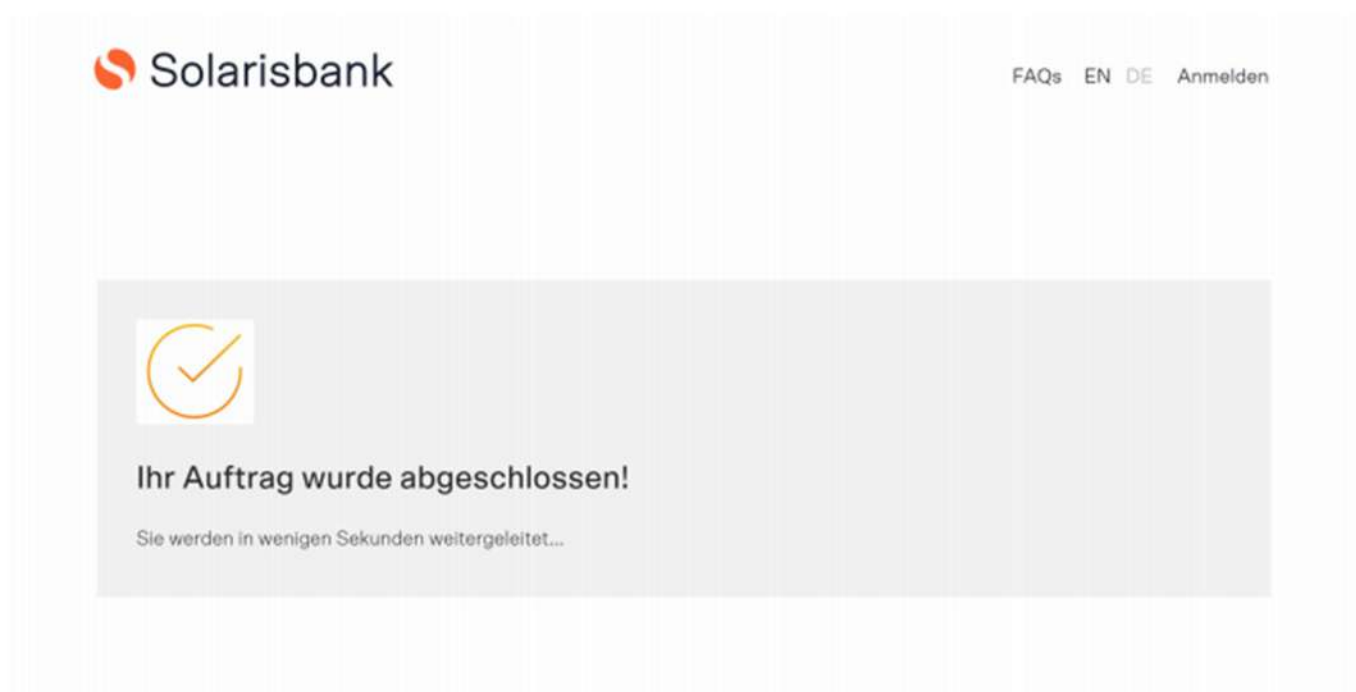 Solarisbank
FAQs EN DE Anmelden
Ihr Auftrag wurde abgeschlossen!
Sie werden in wenigen Sekunden weitergeleitet...